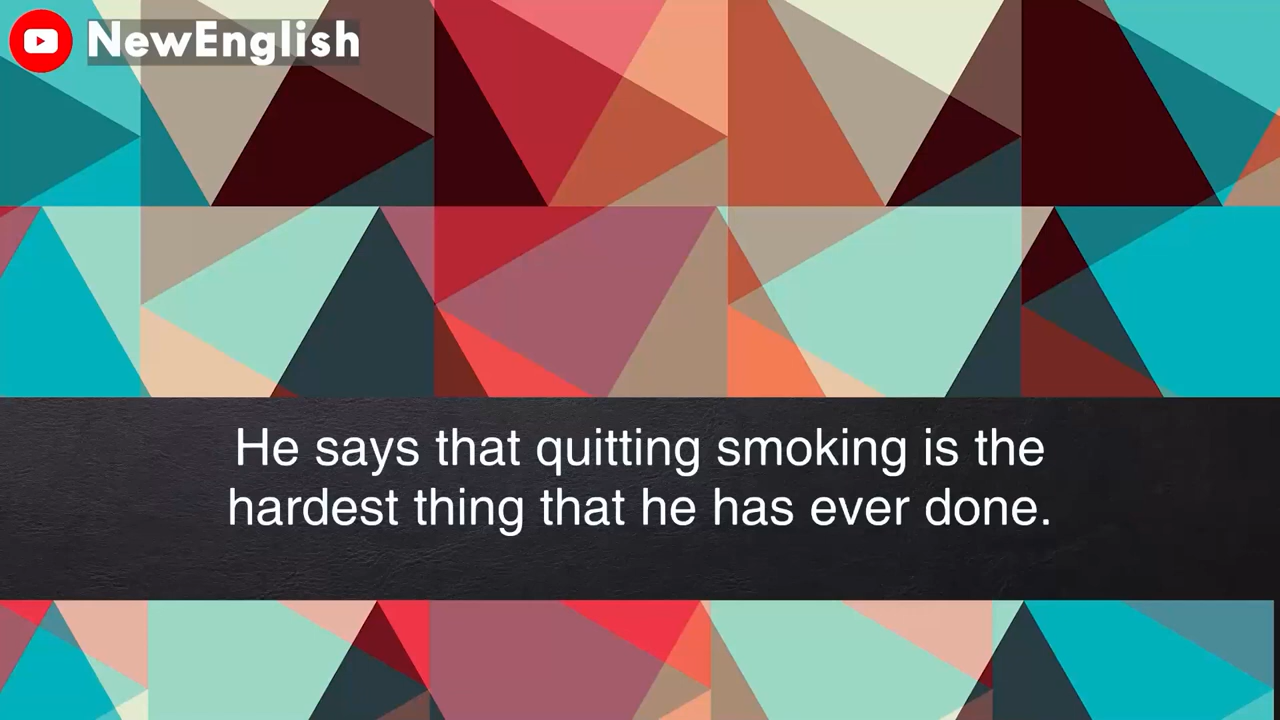 NewEnglish
He says that quitting smoking is the
hardest thing that he has ever done.